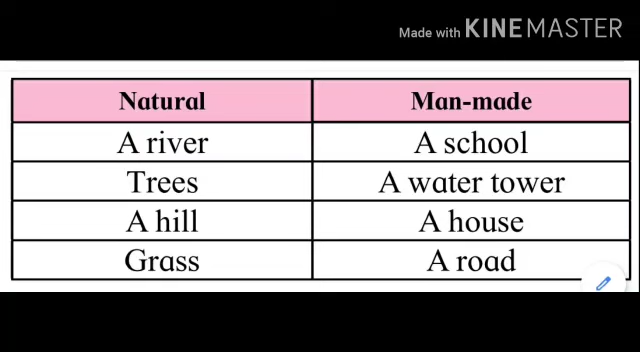 Made with KINEMASTER
Natural Man-made
A river A school
Trees A water tower
A hill A house
Grass A road